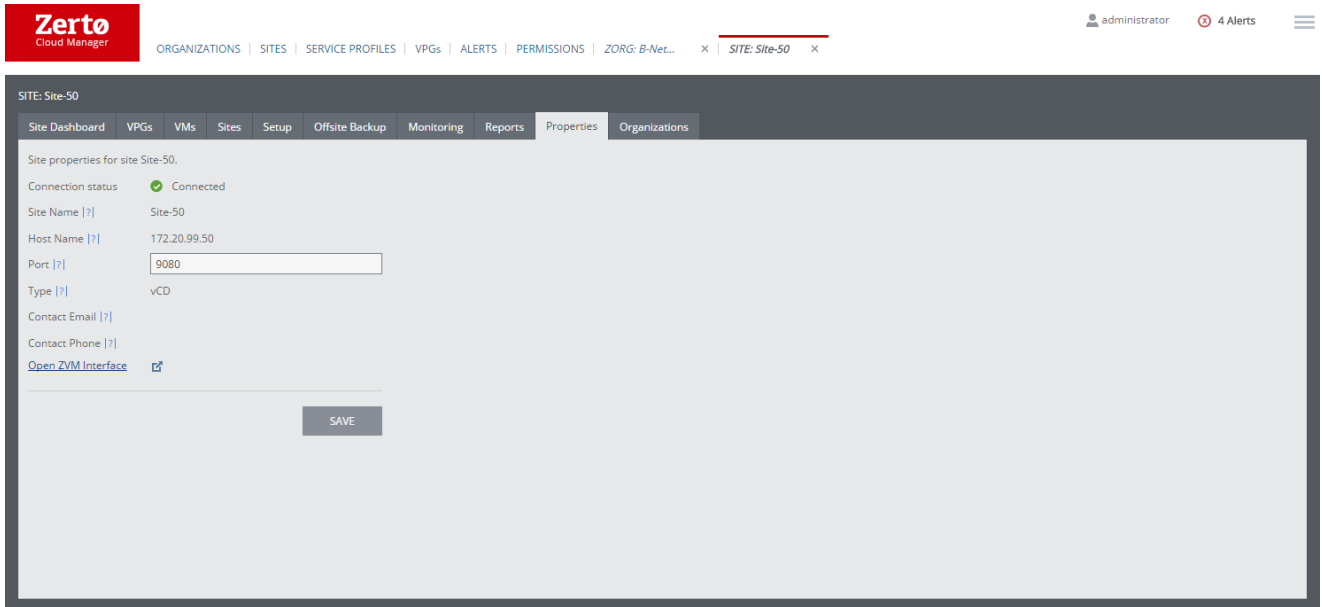 Zertø
Cloud Manager
administrator
4 Alerts
ORGANIZATIONS | SITES | SERVICE PROFILES | VPGs | ALERTS | PERMISSIONS | ZORG: B-Net... × | SITE: Site-50 ×
SITE: Site-50
Site Dashboard VPGs VMs Sites Setup Offsite Backup Monitoring Reports Properties Organizations
Site properties for site Site-50.
Connection status Connected
Site Name |?| Site-50
Host Name |?| 172.20.99.50
Port |?| 9080
Type |?| vCD
Contact Email |?|
Contact Phone |?|
Open ZVM Interface
SAVE